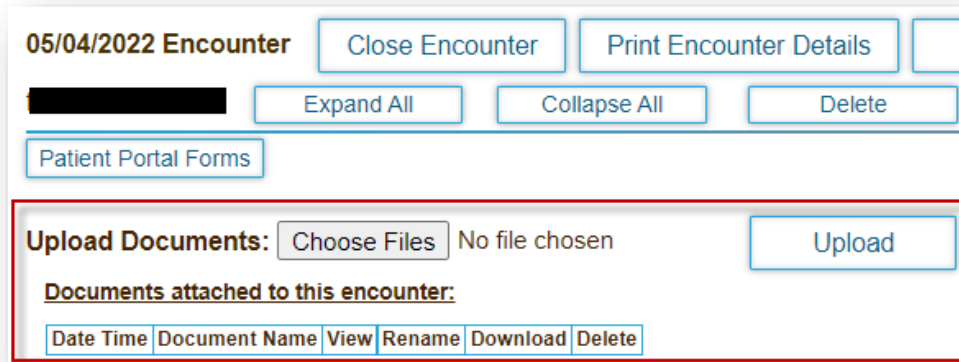 05/04/2022 Encounter Close Encounter Print Encounter Details
Expand All Collapse All Delete
Patient Portal Forms
Upload Documents: Choose Files No file chosen Upload
Documents attached to this encounter:
Date Time Document Name View Rename Download Delete